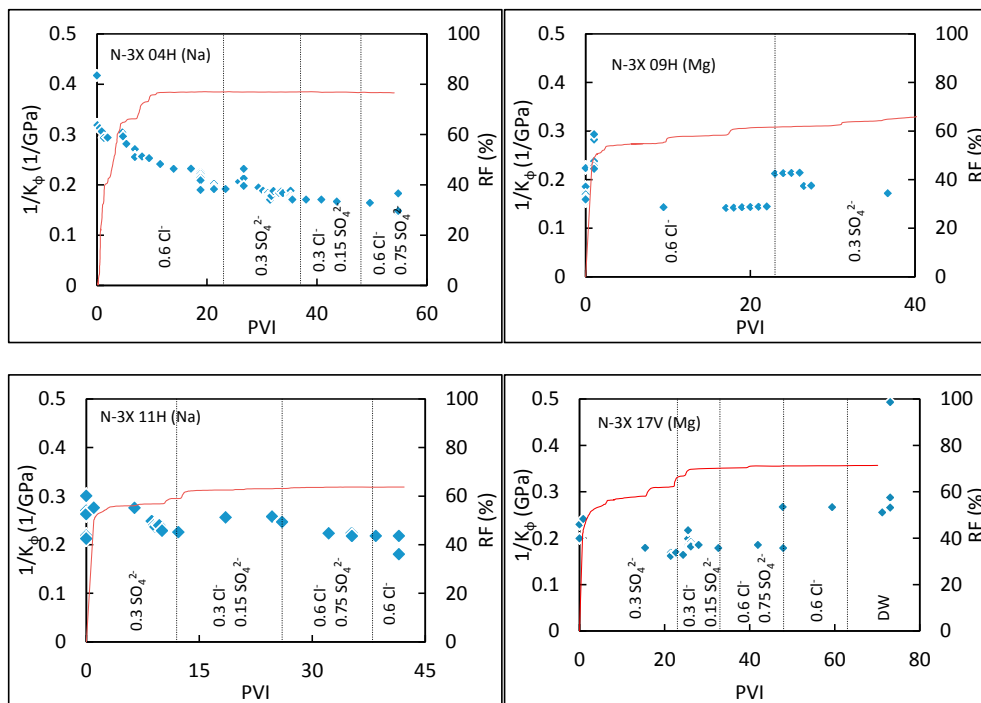 N-3X 04H (Na)
1/Kϕ (1/GPa)
0.5
0.4
0.3
0.2
0.1
0
100
80
60
40
20
0
RF (%)
0.6 Cl⁻
0.3 SO₄²⁻
0.3 Cl⁻
0.15 SO₄²⁻
0.6 Cl⁻
0.75 SO₄
0
20
40
60
PVI
N-3X 09H (Mg)
1/Kϕ (1/GPa)
0.5
0.4
0.3
0.2
0.1
0
100
80
60
40
20
0
RF (%)
0.6 Cl⁻
0.3 SO₄²⁻
0
20
40
PVI
N-3X 11H (Na)
1/Kϕ (1/GPa)
0.5
0.4
0.3
0.2
0.1
0
100
80
60
40
20
0
RF (%)
0.3 SO₄²⁻
0.3 Cl⁻
0.15 SO₄²⁻
0.6 Cl⁻
0.75 SO₄²⁻
0.6 Cl⁻
0
15
30
45
PVI
N-3X 17V (Mg)
1/Kϕ (1/GPa)
0.5
0.4
0.3
0.2
0.1
0
100
80
60
40
20
0
RF (%)
0.3 SO₄²⁻
0.3 Cl⁻
0.15 SO₄²⁻
0.6 Cl⁻
0.75 SO₄²⁻
0.6 Cl⁻
DW
0
20
40
60
80
PVI